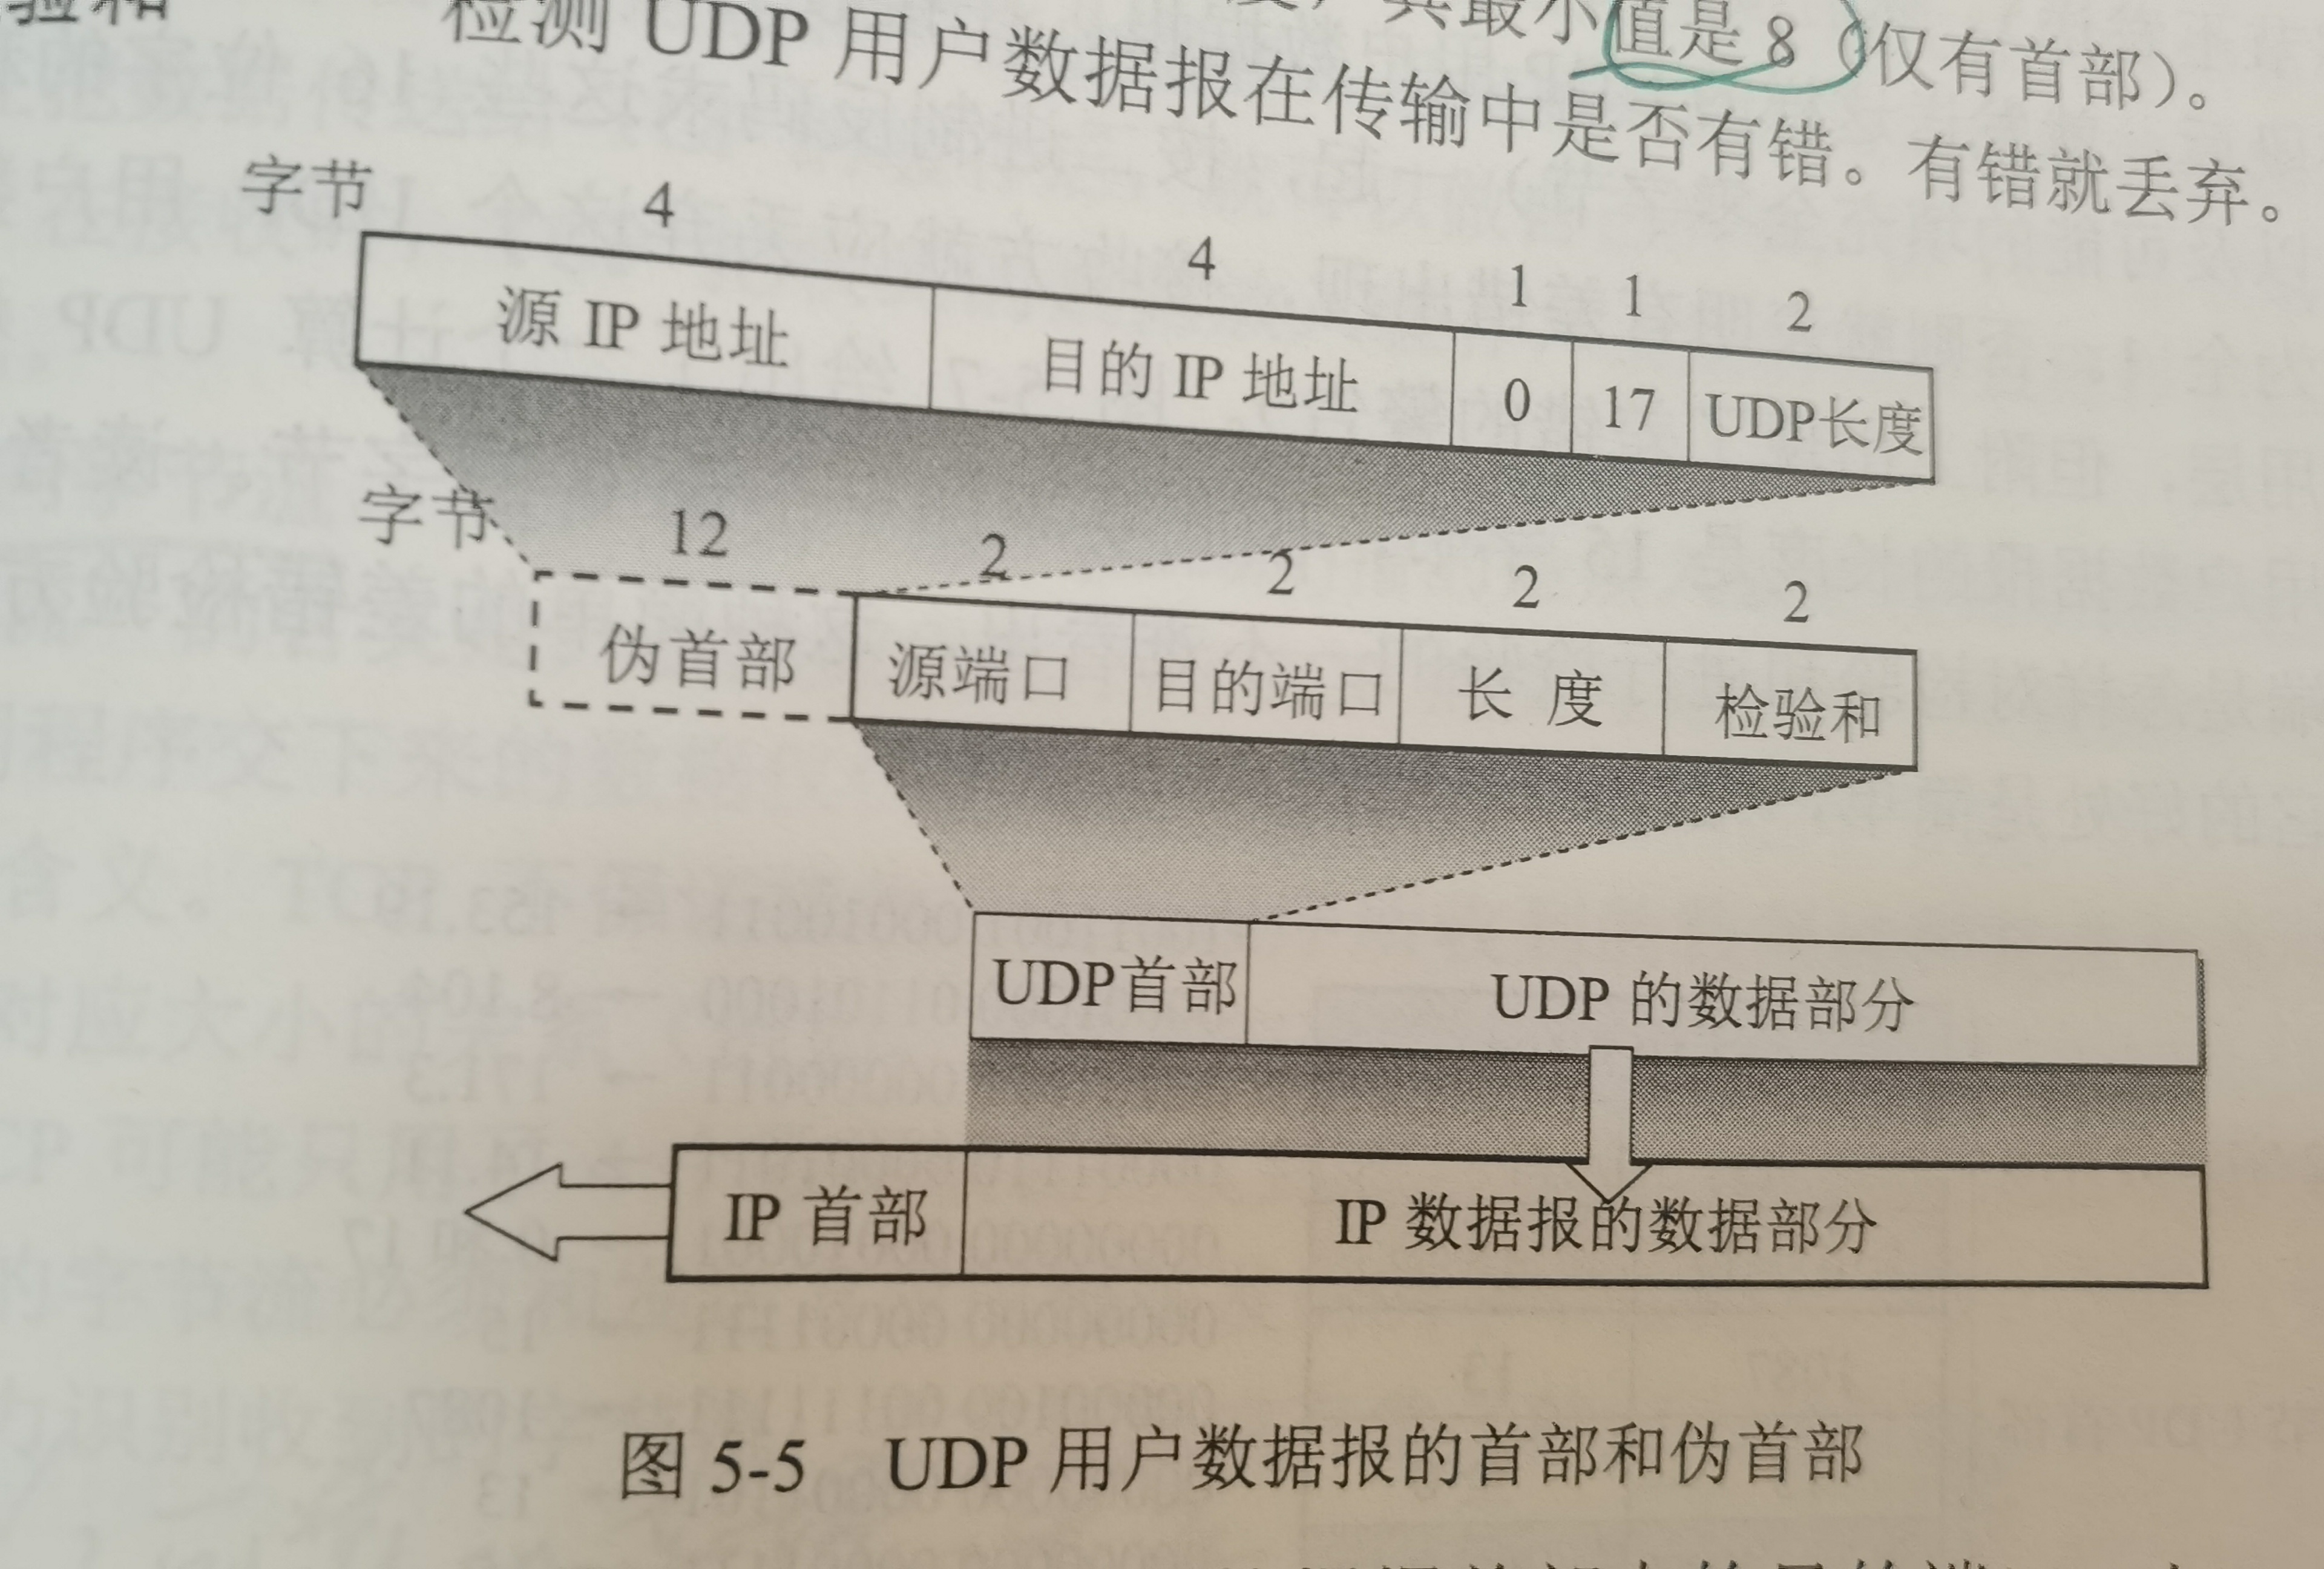 验和
其最小值是 8（仅有首部）。
检测 UDP 用户数据报在传输中是否有错。有错就丢弃。
字节 4 4 1 1 2
源 IP 地址 目的 IP 地址 0 17 UDP长度
字节 12 2 2 2 2
伪首部 源端口 目的端口 长 度 检验和
UDP首部 UDP 的数据部分
IP 首部 IP 数据报的数据部分
图 5-5 UDP 用户数据报的首部和伪首部